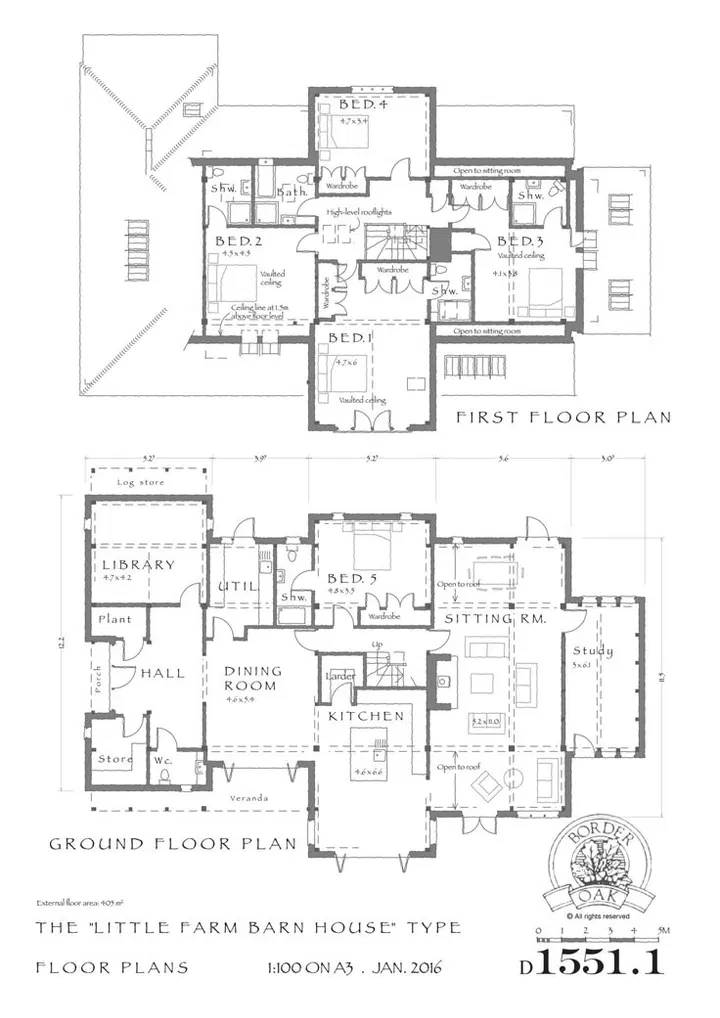 BED. 4
4.7x3.4
Open to sitting room
Shw.
Bath.
Wardrobe
Wardrobe
Shw.
High-level rooflights
BED. 2
4.5x4.5
BED. 3
Vaulted ceiling
4.1x3.8
Vaulted
ceiling
Wardrobe
Wardrobe
Shw.
Ceiling line at 1.5m
above floor level
Open to sitting room
BED. 1
4.7x6
Vaulted ceiling
FIRST FLOOR PLAN
5.2'
3.9'
5.2'
5.6
3.0'
Log store
LIBRARY
4.7x4.2
UTIL.
Shw.
BED. 5
4.8x3.5
Wardrobe
Open to roof
SITTING RM.
Plant
Porch
HALL
DINING
ROOM
4.6x5.4
Up
Larder
Study
3x6.1
12.2
11.5
KITCHEN
5.2x11.0
Store
Wc.
4.6x6.6
Open to roof
Veranda
GROUND FLOOR PLAN
BORDER
OAK
© All rights reserved
External floor area: 405 m²
THE "LITTLE FARM BARN HOUSE" TYPE
0 1 2 3 4 5M
FLOOR PLANS
1:100 ON A3 . JAN. 2016
D1551.1